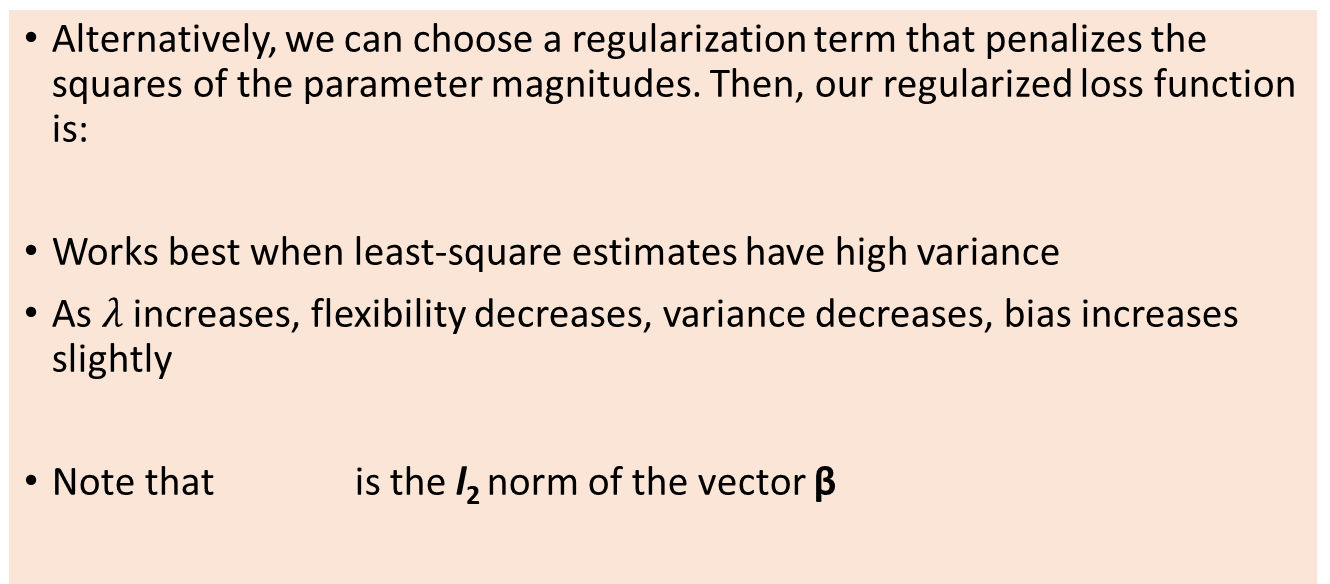 • Alternatively, we can choose a regularization term that penalizes the
squares of the parameter magnitudes. Then, our regularized loss function
is:
• Works best when least-square estimates have high variance
• As λ increases, flexibility decreases, variance decreases, bias increases
slightly
• Note that is the l₂ norm of the vector β